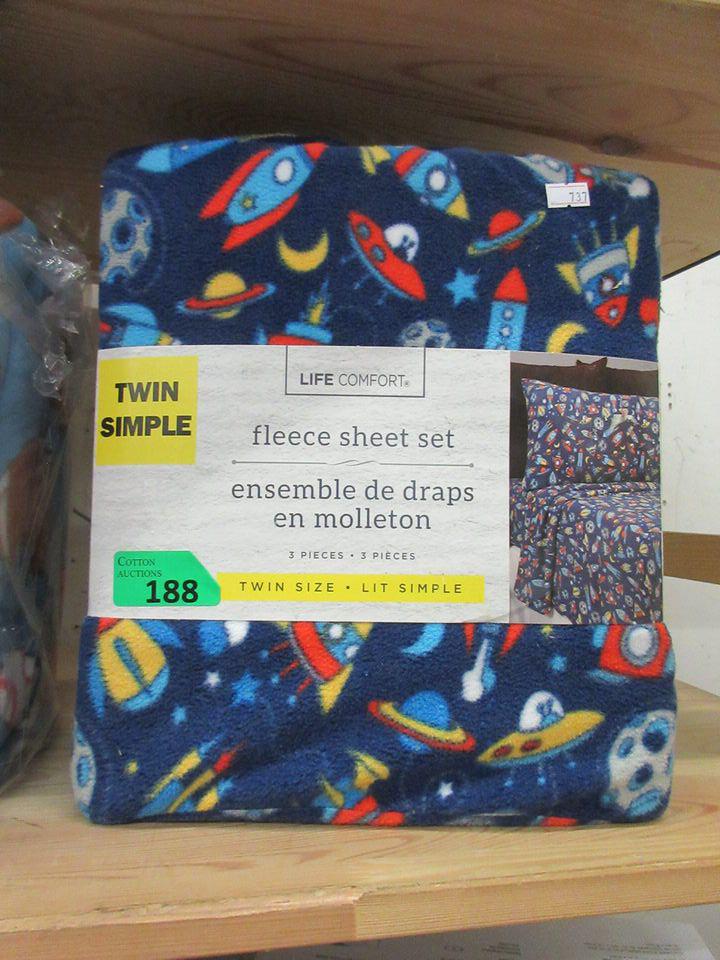 737
TWIN
SIMPLE
LIFE COMFORT®
fleece sheet set
ensemble de draps
en molleton
3 PIECES • 3 PIÈCES
TWIN SIZE • LIT SIMPLE
COTTON
AUCTIONS
188